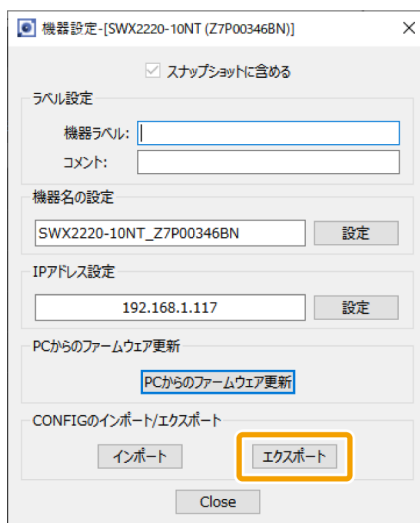 機器設定-[SWX2220-10NT (Z7P00346BN)]
スナップショットに含める
ラベル設定
機器ラベル:
コメント:
機器名の設定
SWX2220-10NT_Z7P00346BN 設定
IPアドレス設定
192.168.1.117 設定
PCからのファームウェア更新
PCからのファームウェア更新
CONFIGのインポート/エクスポート
インポート エクスポート
Close